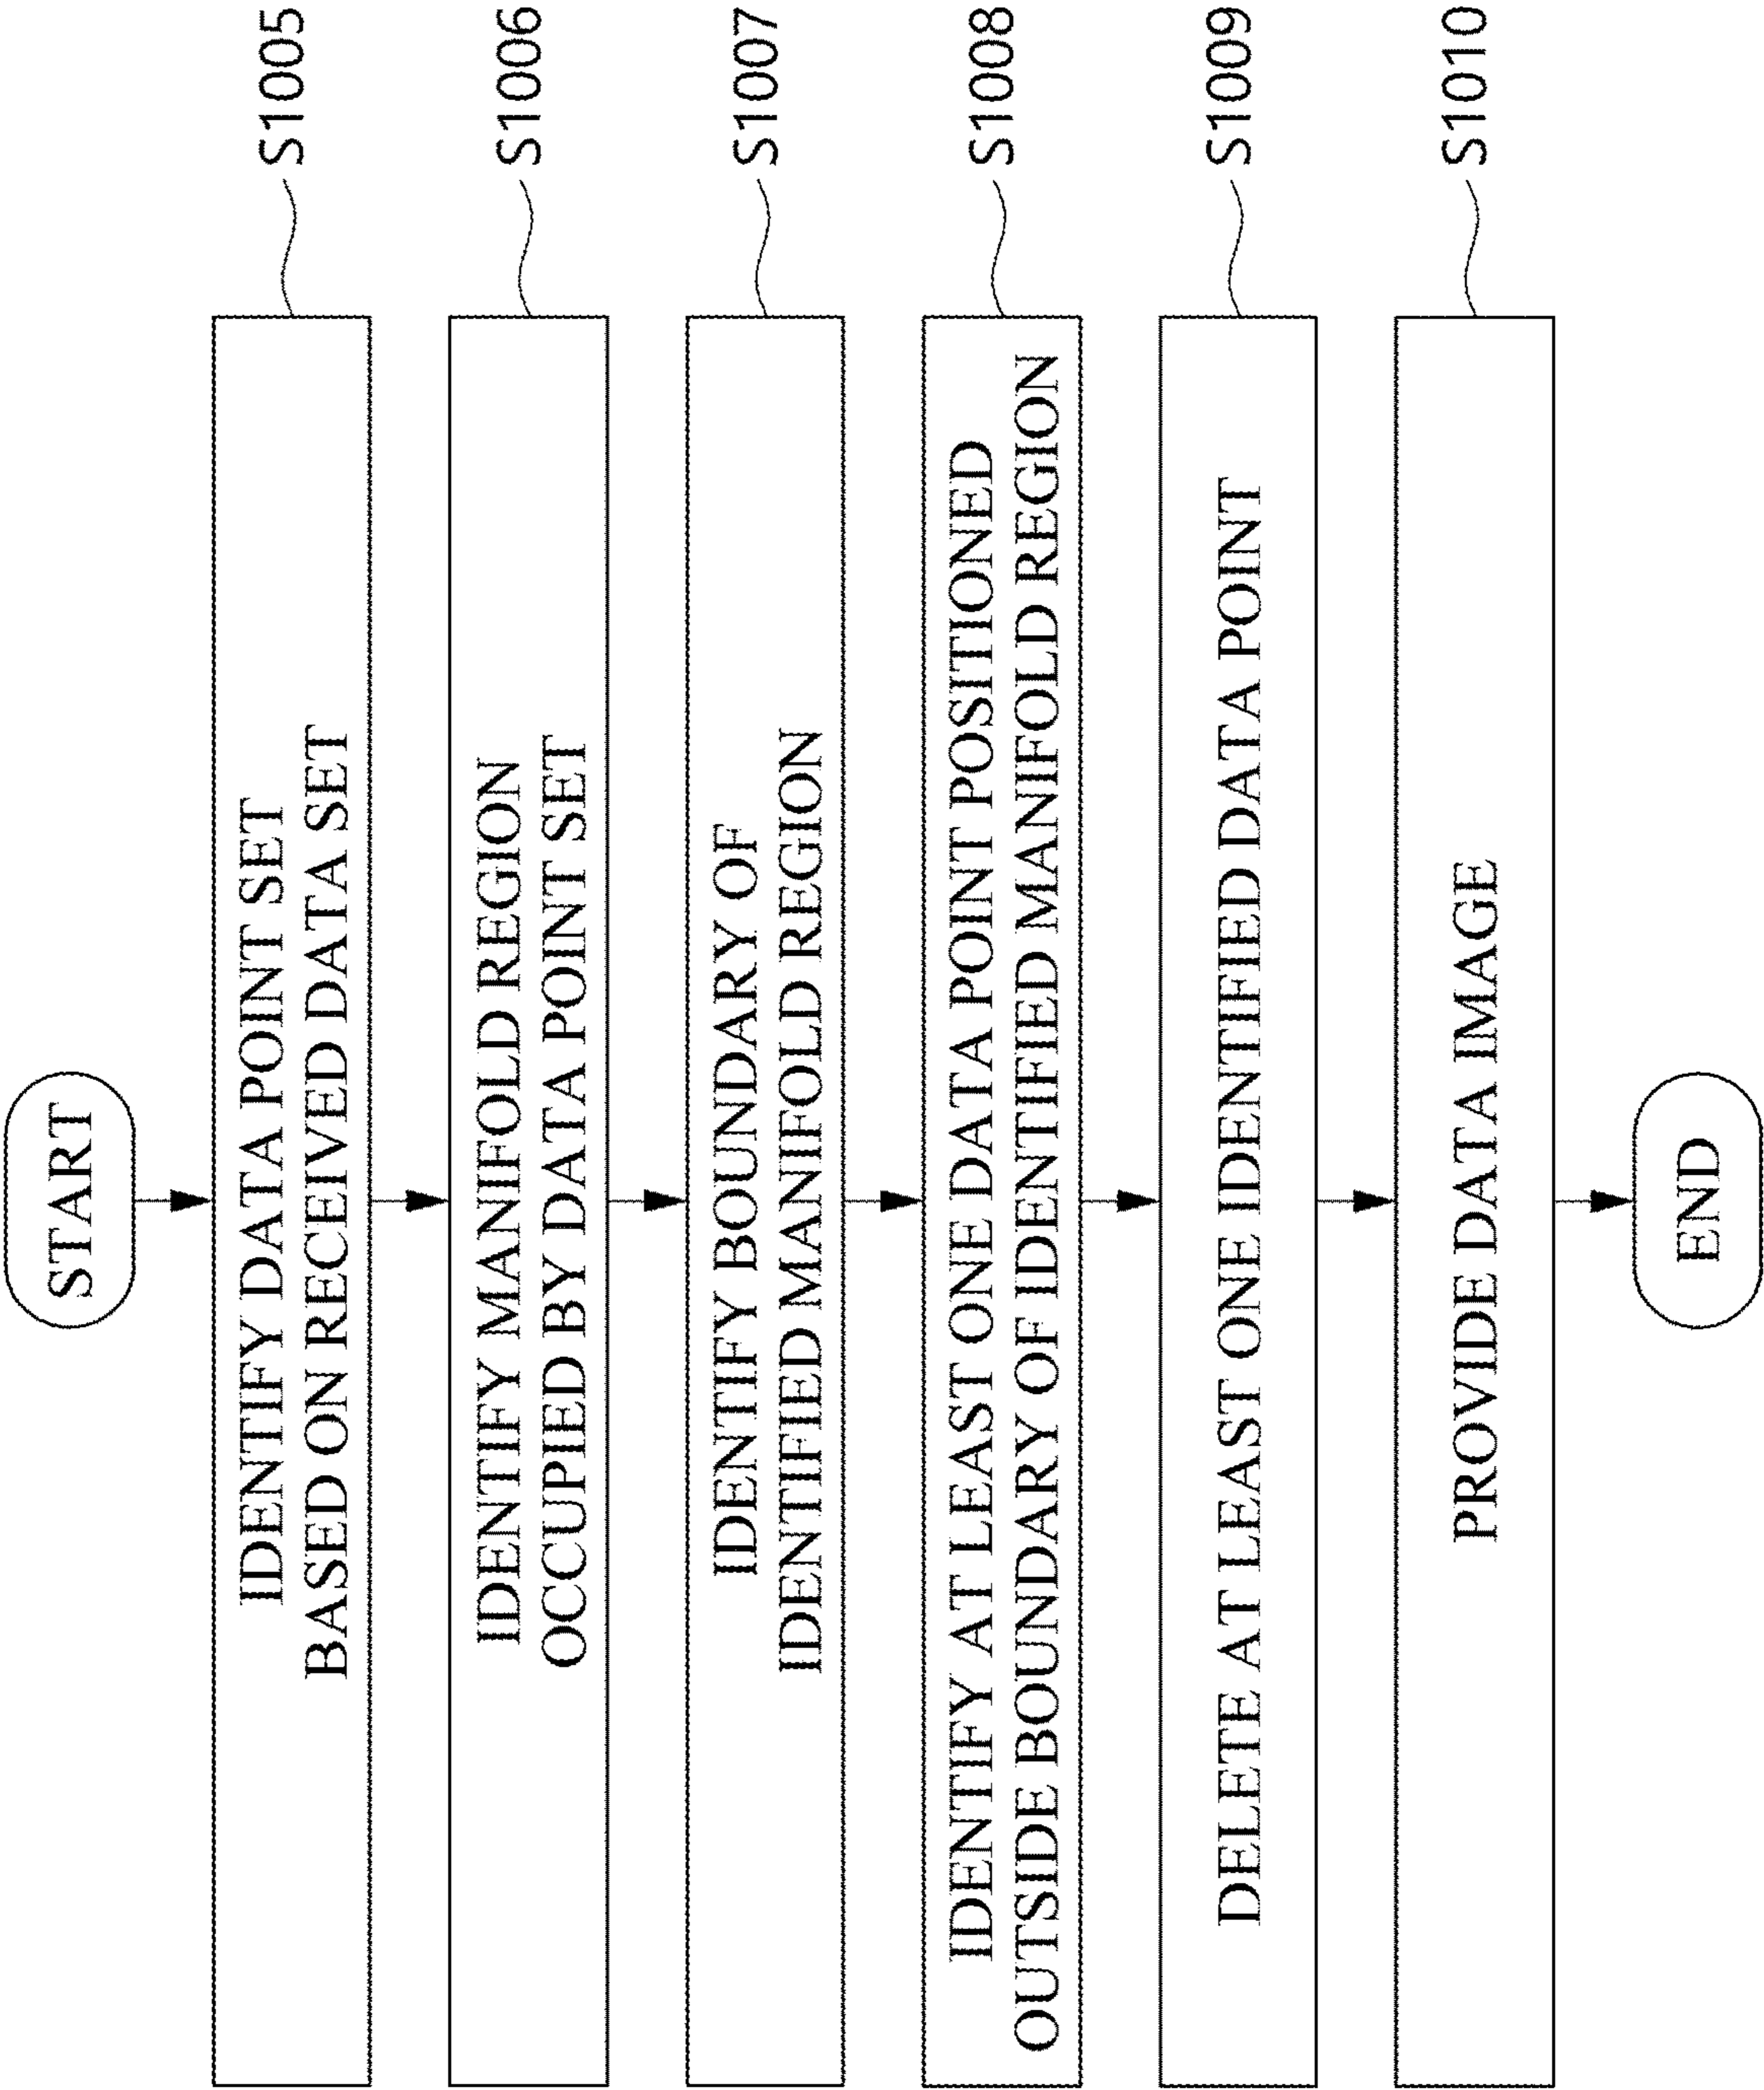 START
IDENTIFY DATA POINT SET
BASED ON RECEIVED DATA SET
S1005
IDENTIFY MANIFOLD REGION
OCCUPIED BY DATA POINT SET
S1006
IDENTIFY BOUNDARY OF
IDENTIFIED MANIFOLD REGION
S1007
IDENTIFY AT LEAST ONE DATA POINT POSITIONED
OUTSIDE BOUNDARY OF IDENTIFIED MANIFOLD REGION
S1008
DELETE AT LEAST ONE IDENTIFIED DATA POINT
S1009
PROVIDE DATA IMAGE
S1010
END